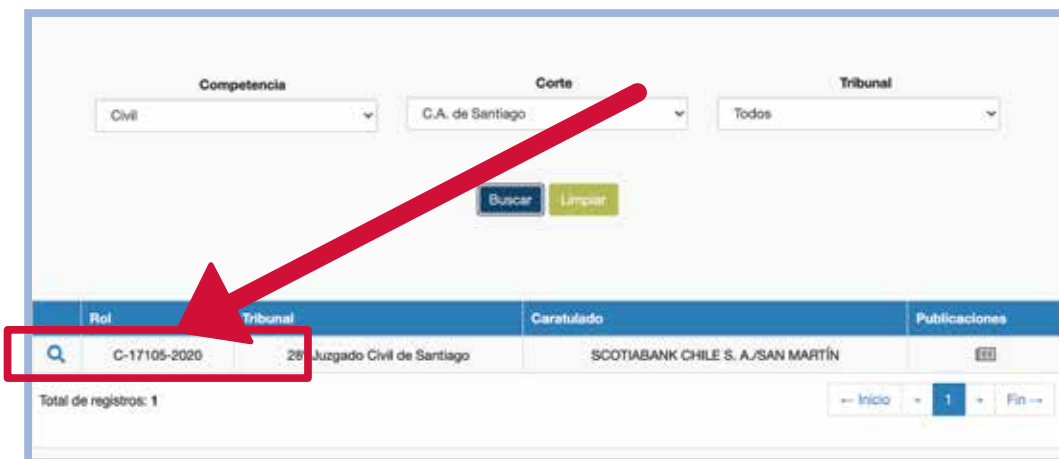 Competencia Corte Tribunal
Civil C.A. de Santiago Todos
Buscar Limpiar
Rol Tribunal Caratulado Publicaciones
C-17105-2020 28º Juzgado Civil de Santiago SCOTIABANK CHILE S. A./SAN MARTÍN
Total de registros: 1 ← Inicio « 1 » Fin →